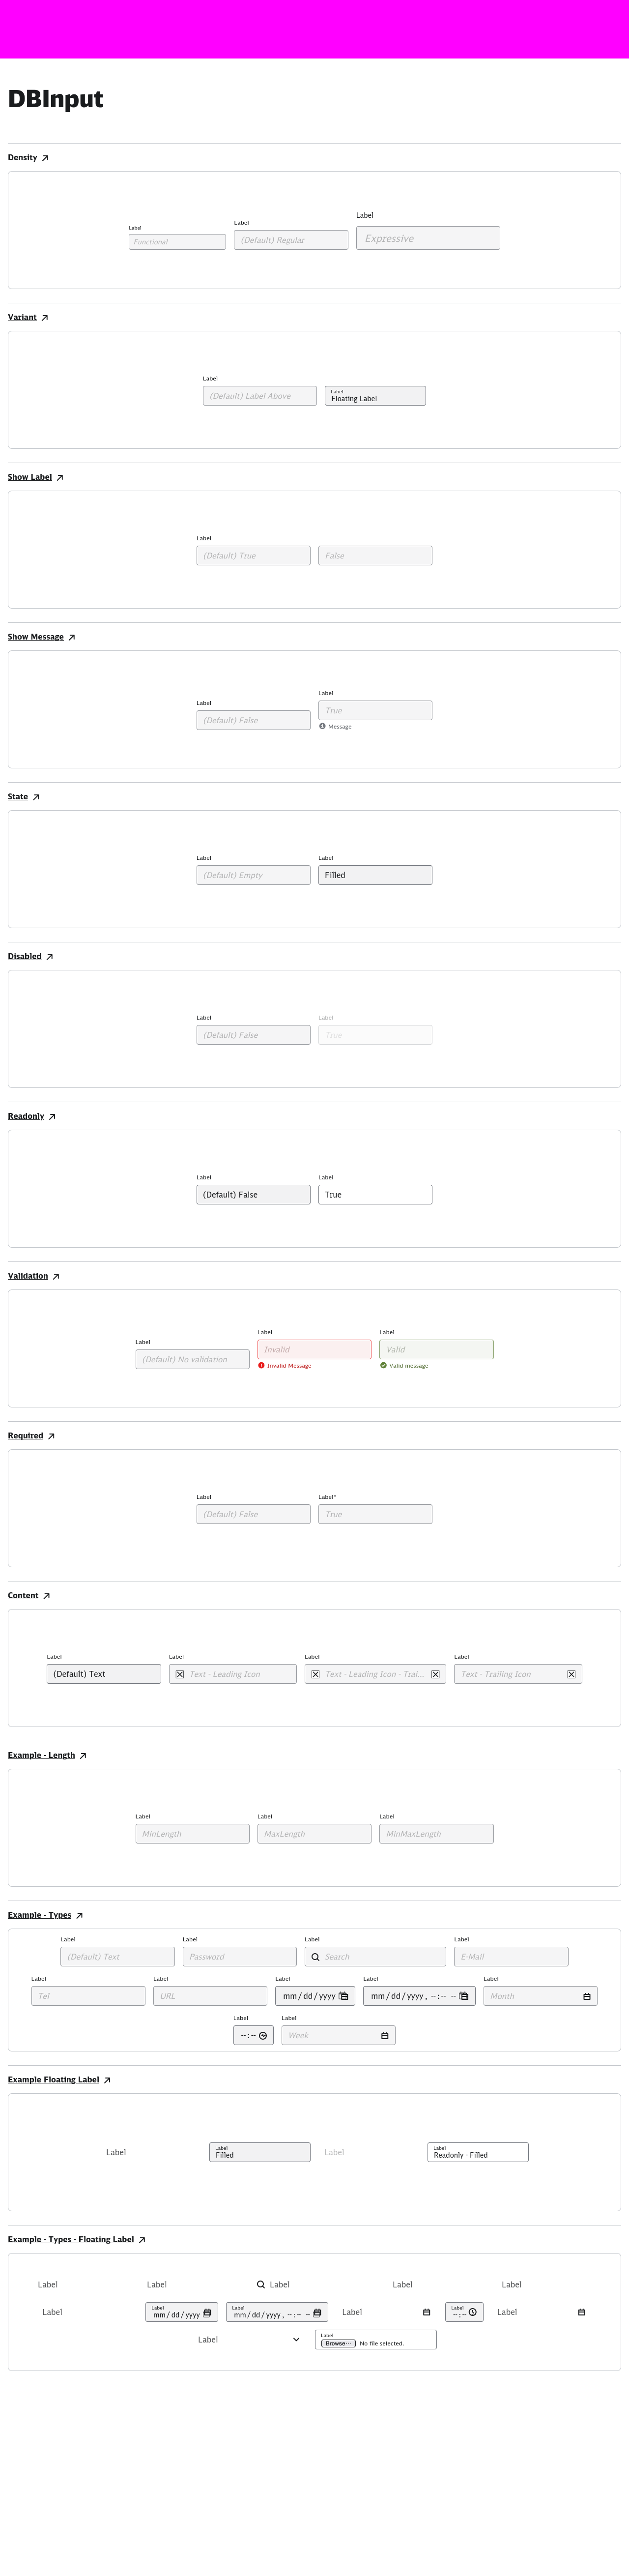 DBInput
Density
Label
Label
Label
Functional
(Default) Regular
Expressive
Variant
Label
Label
(Default) Label Above
Floating Label
Show Label
Label
(Default) True
False
Show Message
Label
Label
(Default) False
True
Message
State
Label
Label
(Default) Empty
Filled
Disabled
Label
Label
(Default) False
True
Readonly
Label
Label
(Default) False
True
Validation
Label
Label
Label
(Default) No validation
Invalid
Valid
Invalid Message
Valid message
Required
Label
Label*
(Default) False
True
Content
Label
Label
Label
Label
(Default) Text
Text - Leading Icon
Text - Leading Icon - Trai...
Text - Trailing Icon
Example - Length
Label
Label
Label
MinLength
MaxLength
MinMaxLength
Example - Types
Label
Label
Label
Label
(Default) Text
Password
Search
E-Mail
Label
Label
Label
Label
Label
Tel
URL
mm/dd/yyyy
mm/dd/yyyy, --:-- --
Month
Label
Label
--:--
Week
Example Floating Label
Label
Label
Filled
Label
Label
Readonly - Filled
Example - Types - Floating Label
Label
Label
Label
Label
Label
Label
Label
mm/dd/yyyy
Label
mm/dd/yyyy, --:-- --
Label
Label
--:--
Label
Label
Label
Browse... No file selected.